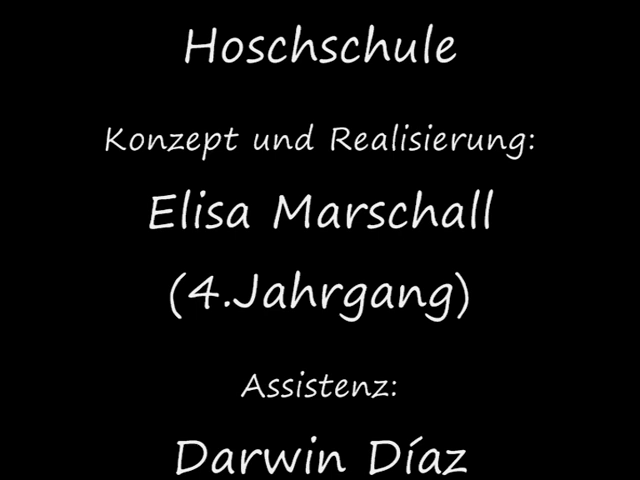 Hoschschule
Konzept und Realisierung:
Elisa Marschall
(4.Jahrgang)
Assistenz:
Darwin Díaz